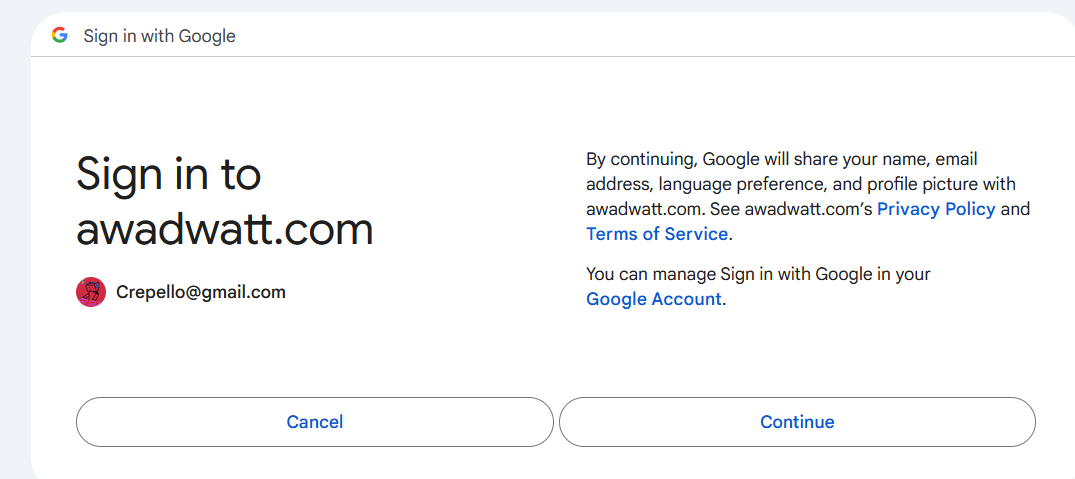 Sign in with Google
Sign in to
awadwatt.com
Crepello@gmail.com
By continuing, Google will share your name, email
address, language preference, and profile picture with
awadwatt.com. See awadwatt.com’s Privacy Policy and
Terms of Service.
You can manage Sign in with Google in your
Google Account.
Cancel
Continue